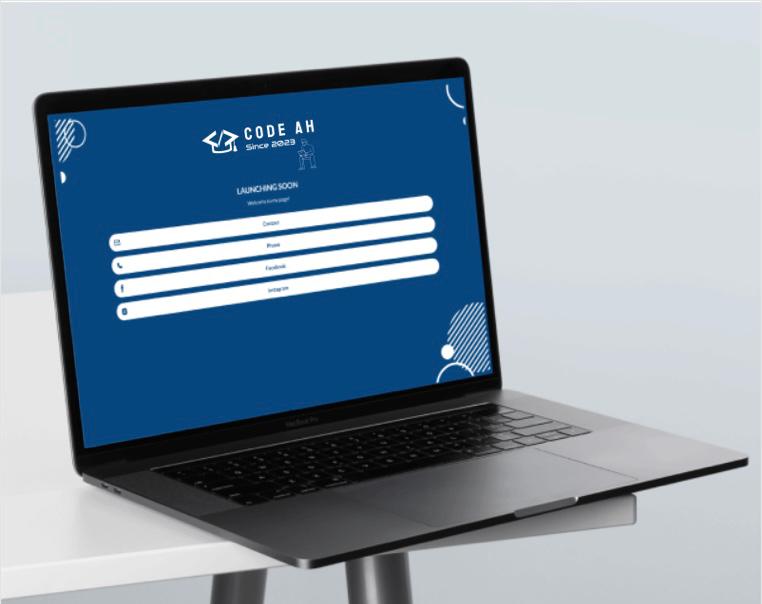 CODE AH
Since 2023
LAUNCHING SOON
Welcome to my page!
Contact
Phone
Facebook
Instagram
MacBook Pro